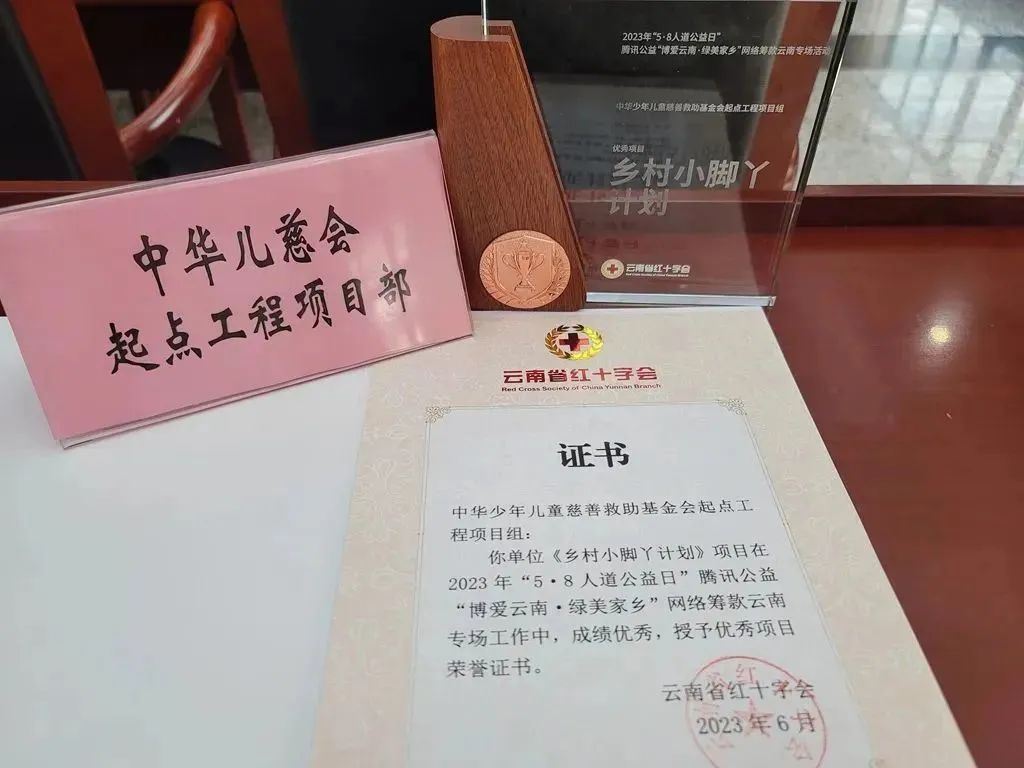 中华儿慈会
起点工程项目部
2023年“5·8人道公益日”
腾讯公益“博爱云南·绿美家乡”网络筹款云南专场活动
中华少年儿童慈善救助基金会起点工程项目组
优秀项目
乡村小脚丫
计划
云南省红十字会
Red Cross Society of China Yunnan Branch
云南省红十字会
Red Cross Society of China Yunnan Branch
证书
中华少年儿童慈善救助基金会起点工
程项目组：
你单位《乡村小脚丫计划》项目在
2023年“5·8人道公益日”腾讯公益
“博爱云南·绿美家乡”网络筹款云南
专场工作中，成绩优秀，授予优秀项目
荣誉证书。
云南省红十字会
2023年6月